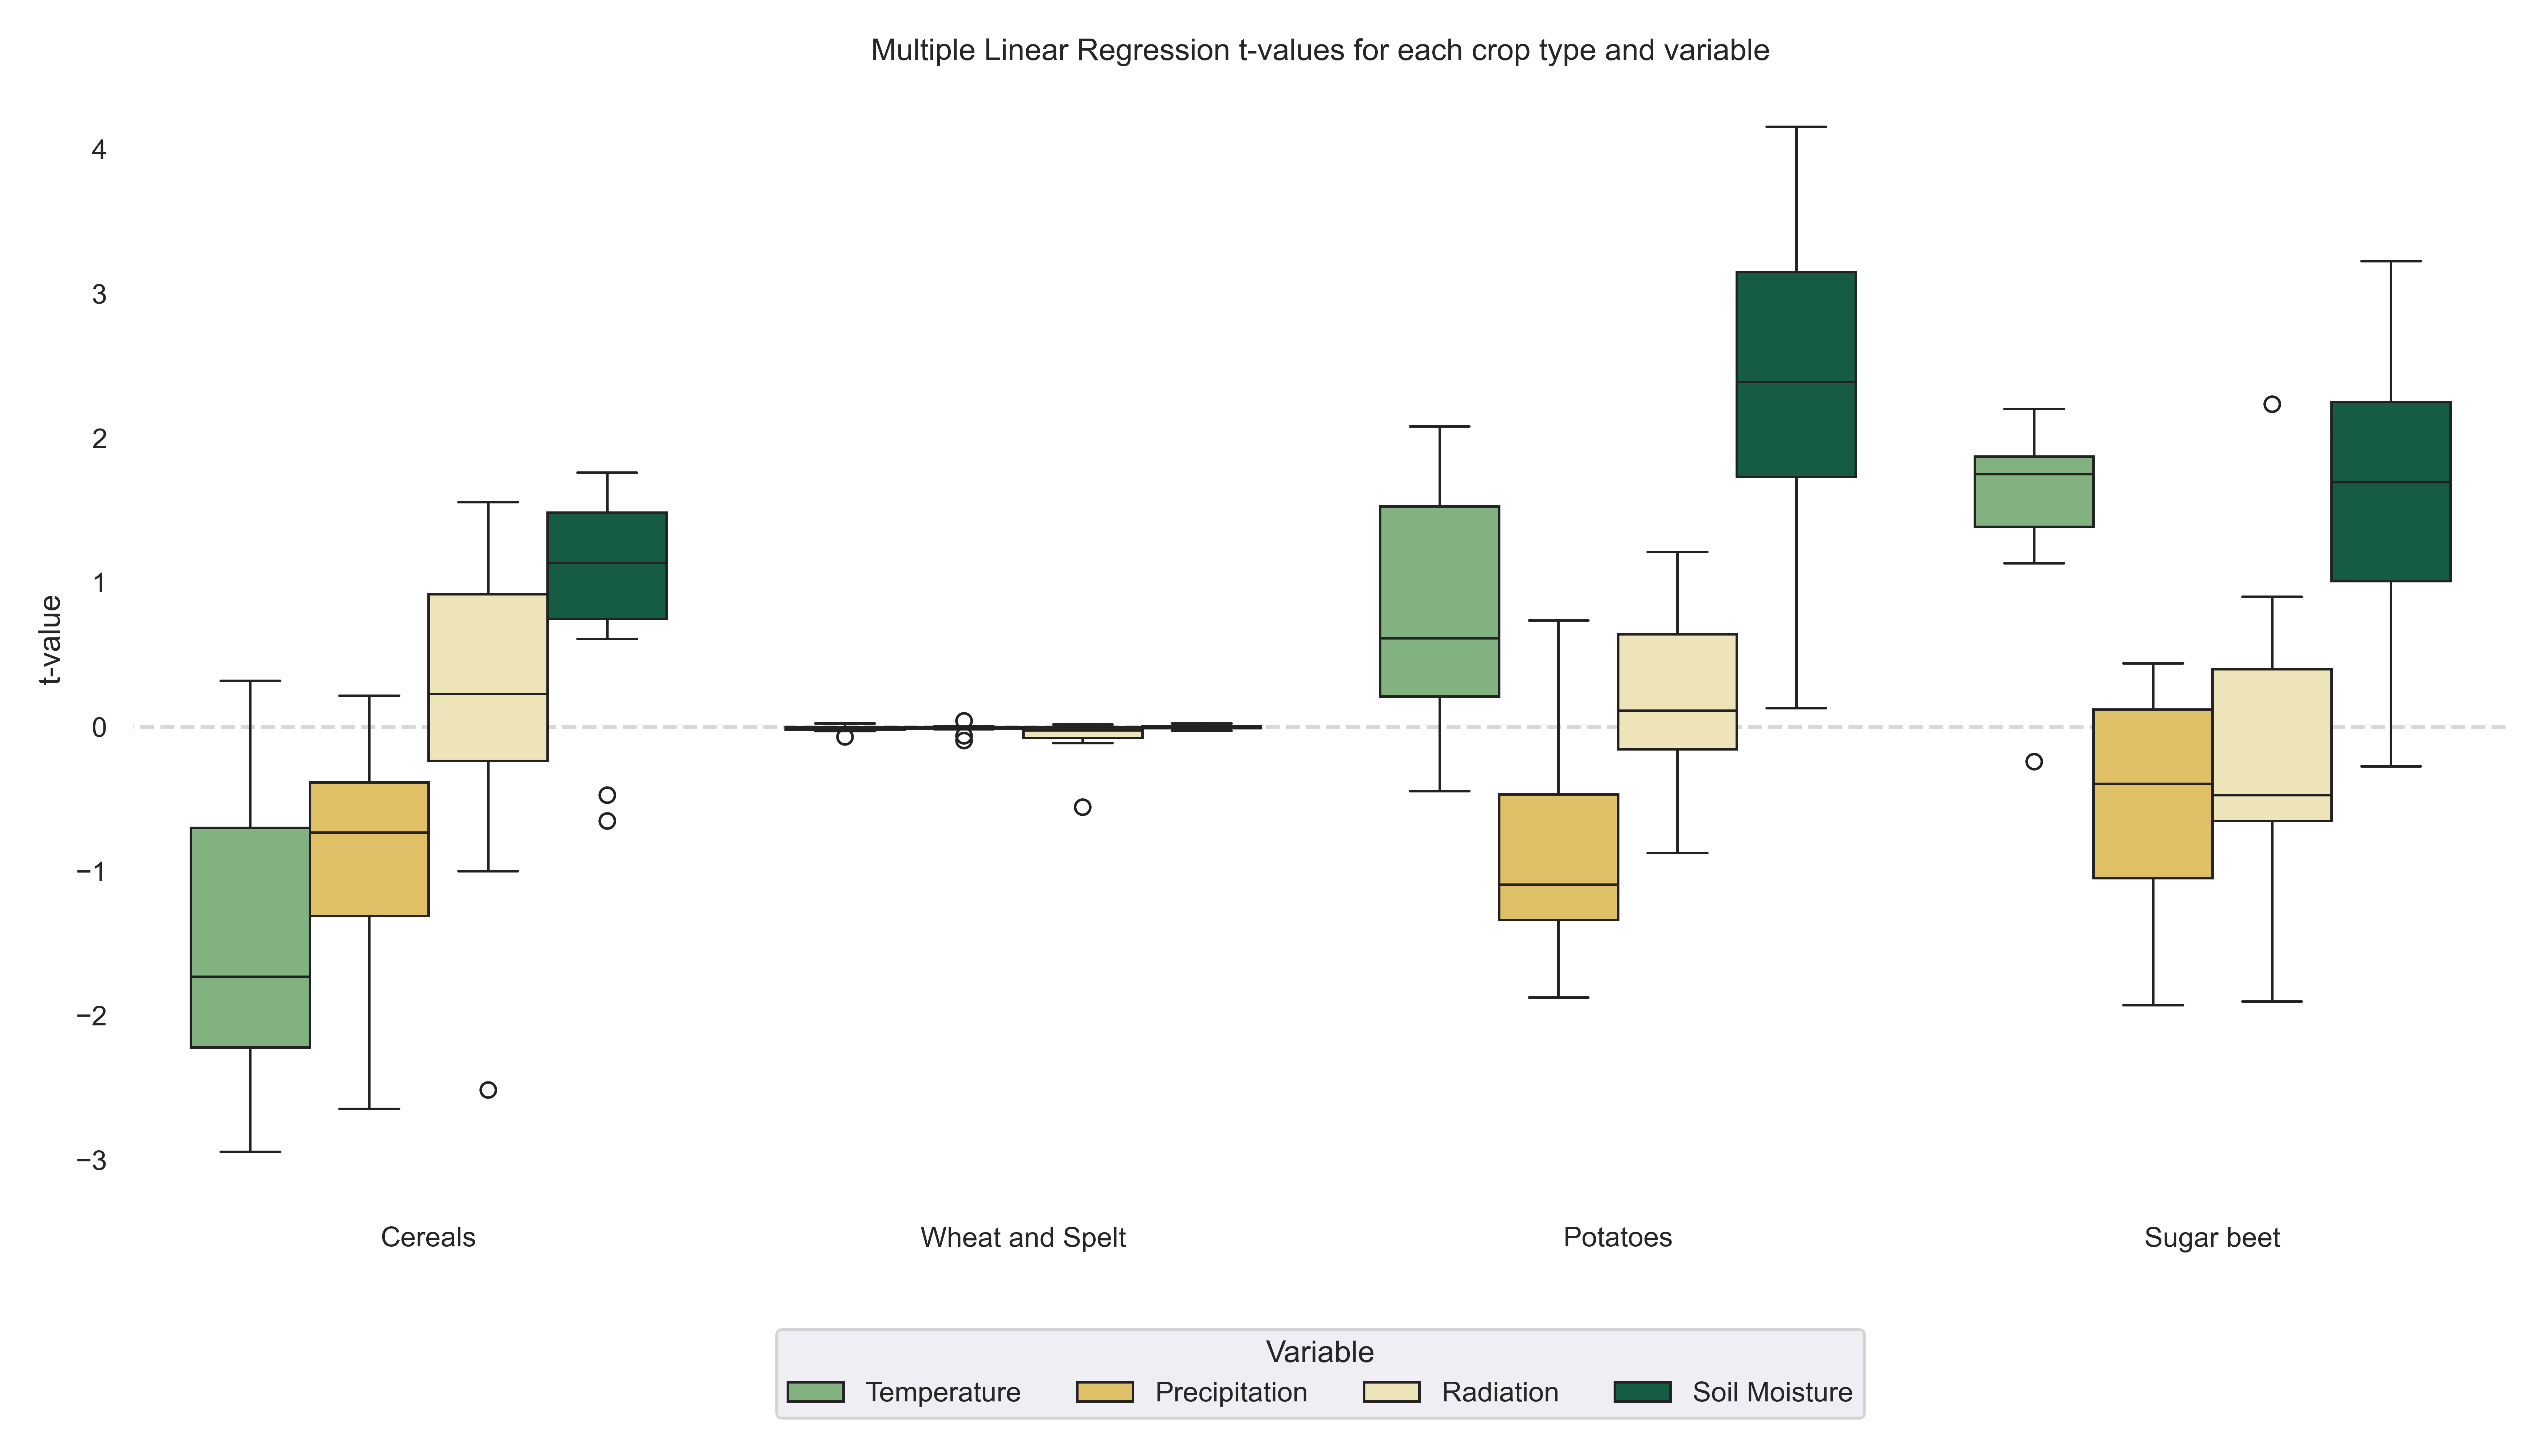 Multiple Linear Regression t-values for each crop type and variable
4
3
2
1
0
−1
−2
−3
t-value
Cereals
Wheat and Spelt
Potatoes
Sugar beet
Variable
Temperature
Precipitation
Radiation
Soil Moisture